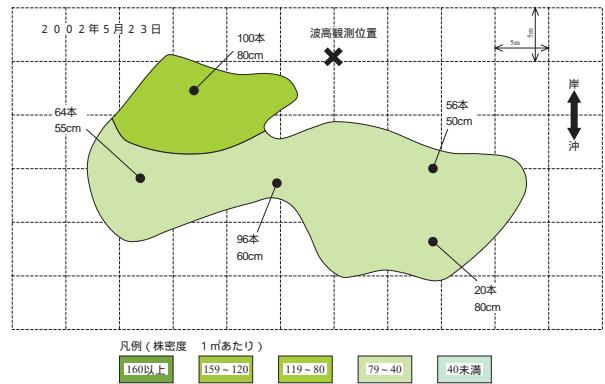 ２００２年５月２３日
波高観測位置
5m
5m
100本
80cm
岸
沖
64本
55cm
56本
50cm
96本
60cm
20本
80cm
凡例（株密度　1㎡あたり）
160以上
159～120
119～80
79～40
40未満